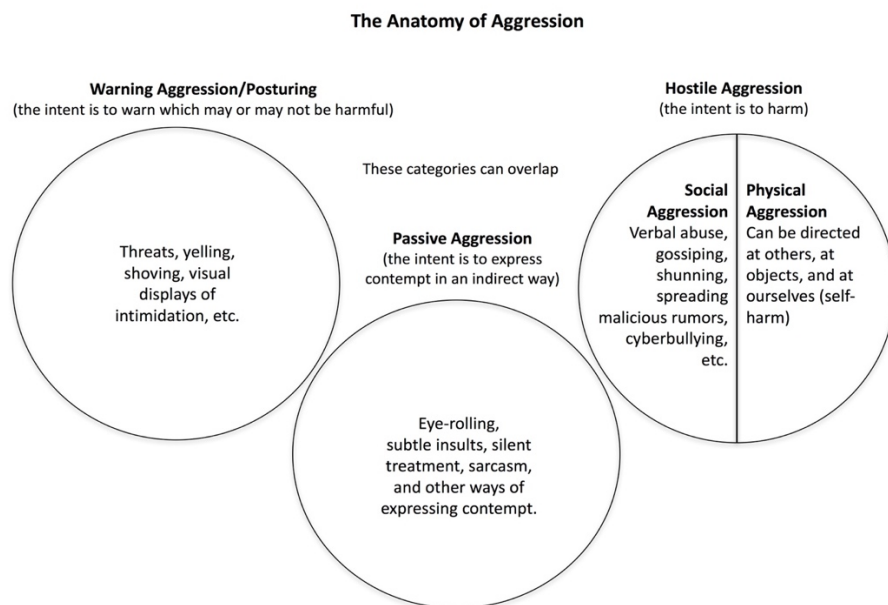 The Anatomy of Aggression
Warning Aggression/Posturing
(the intent is to warn which may or may not be harmful)
Threats, yelling,
shoving, visual
displays of
intimidation, etc.
These categories can overlap
Passive Aggression
(the intent is to express
contempt in an indirect way)
Eye-rolling,
subtle insults, silent
treatment, sarcasm,
and other ways of
expressing contempt.
Hostile Aggression
(the intent is to harm)
Social
Aggression
Verbal abuse,
gossiping,
shunning,
spreading
malicious rumors,
cyberbullying,
etc.
Physical
Aggression
Can be directed
at others, at
objects, and at
ourselves (self-
harm)